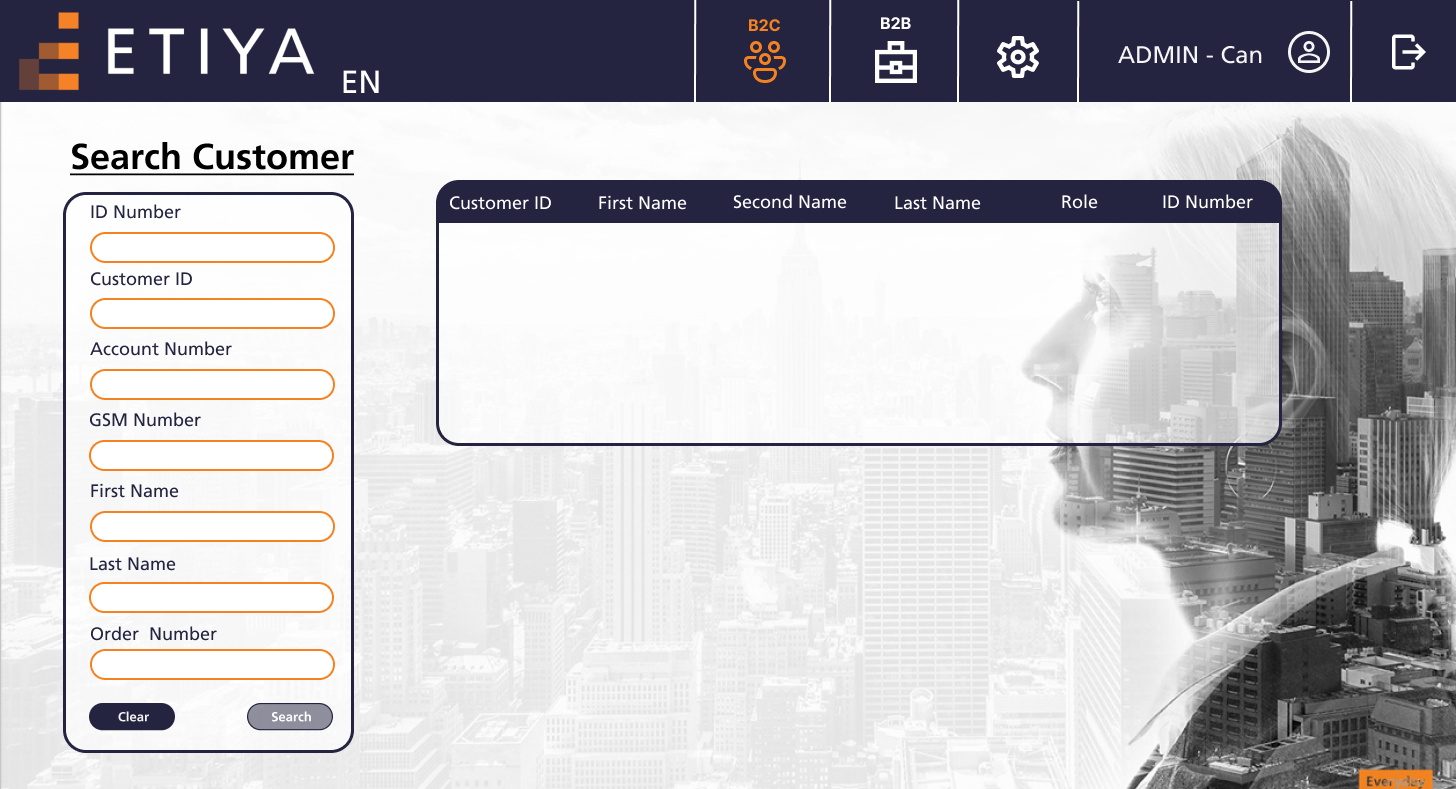 ETIYA EN
B2C
B2B
ADMIN - Can
Search Customer
ID Number
Customer ID
Account Number
GSM Number
First Name
Last Name
Order  Number
Clear
Search
Customer ID First Name Second Name Last Name Role ID Number